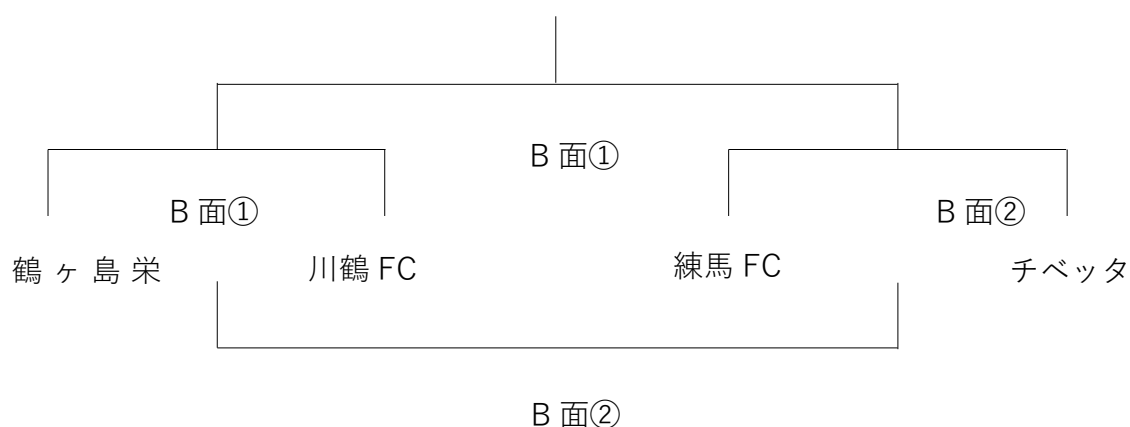 B 面①
B 面①
B 面②
鶴 ヶ 島 栄
川鶴 FC
練馬 FC
チベッタ
B 面②